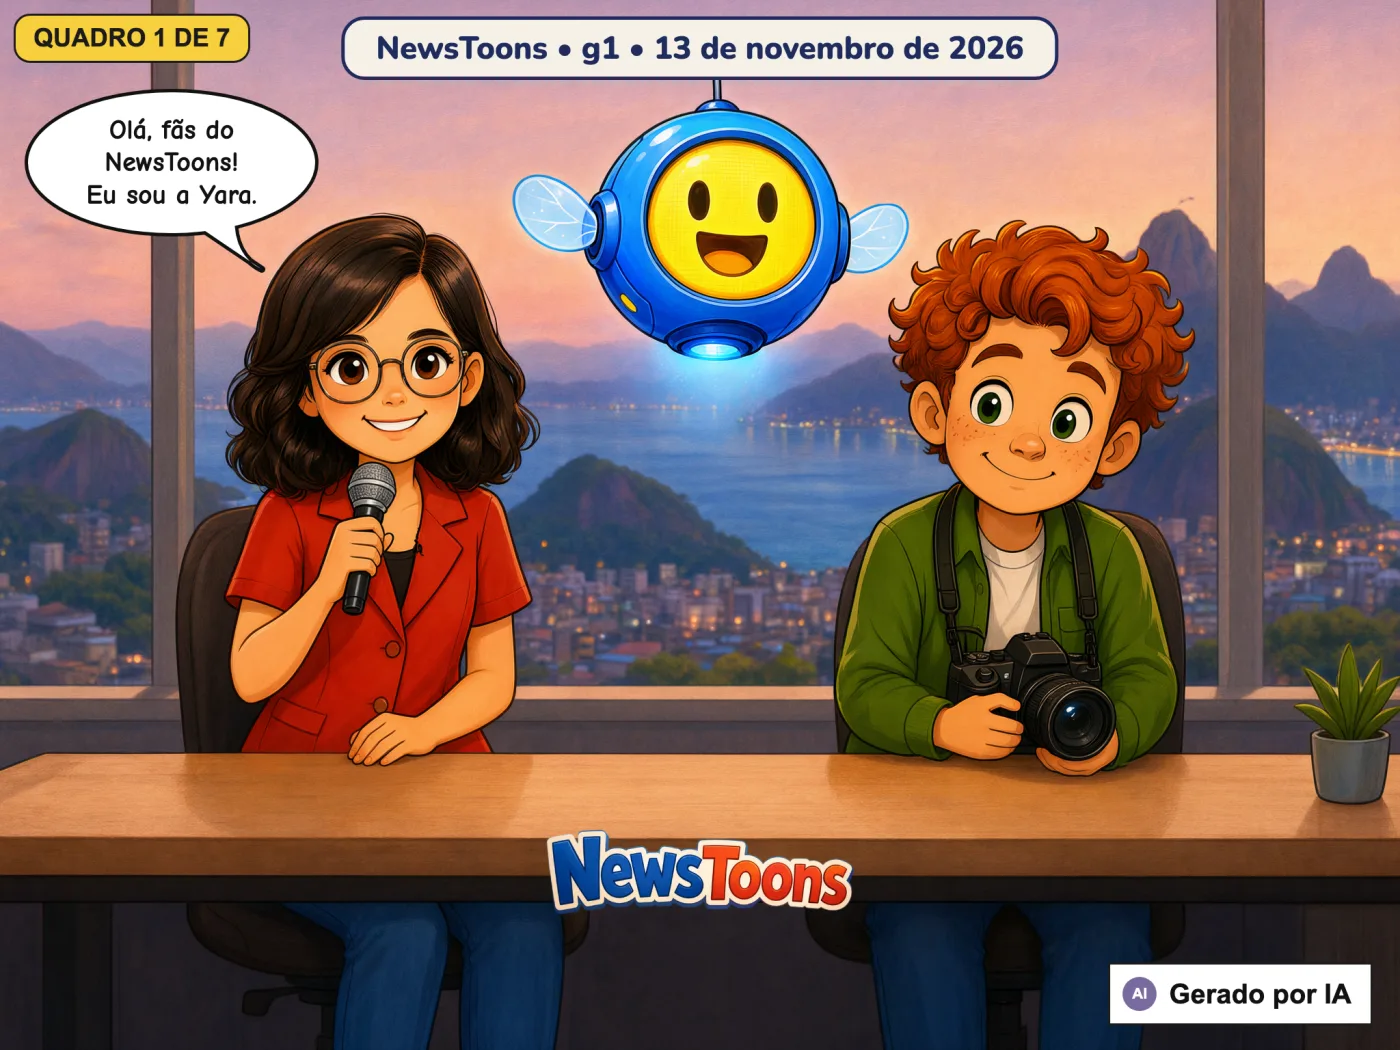 QUADRO 1 DE 7
NewsToons • g1 • 13 de novembro de 2026
Olá, fãs do
NewsToons!
Eu sou a Yara.
NewsToons
AI Gerado por IA